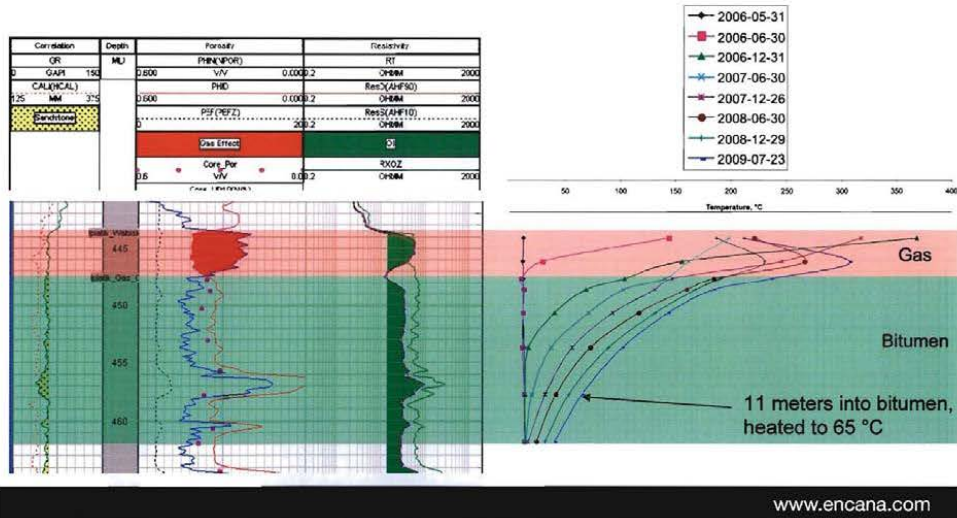 2006-05-31
2006-06-30
2006-12-31
2007-06-30
2007-12-26
2008-06-30
2008-12-29
2009-07-23
Correlation Depth Porosity Resistivity
GR MD PHIN(NPOR) RT
0 GAPI 150 0.600 V/V 0.000 0.2 OHMM 2000
CALI(HCAL) PHID ResD(AHF90)
125 MM 375 0.600 0.000 0.2 OHMM 2000
Sandstone PEF(PEFZ) ResS(AHF10)
0 20 0.2 OHMM 2000
Gas Effect
Core_Por RXOZ
0.6 V/V 0.2 OHMM 2000
50 100 150 200 250 300 350 400
Temperature, °C
445
450
455
460
Gas
Bitumen
11 meters into bitumen,
heated to 65 °C
www.encana.com